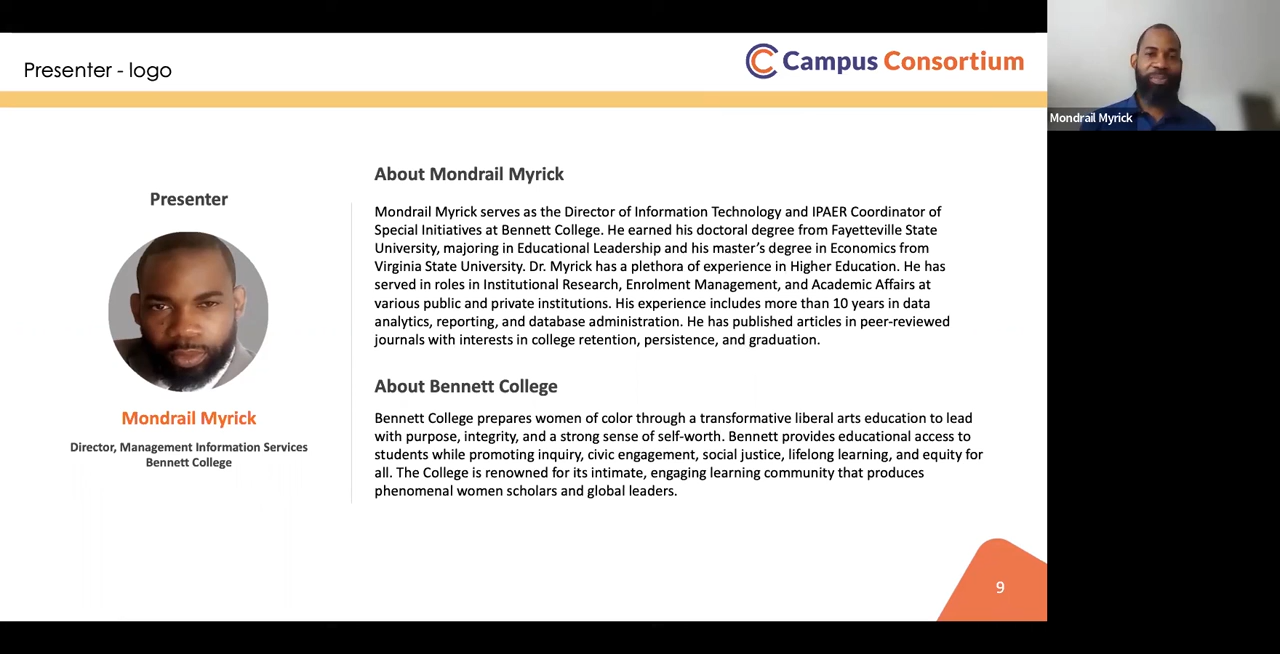 Presenter - logo
Campus Consortium
Mondrail Myrick
Presenter
Mondrail Myrick
Director, Management Information Services
Bennett College
About Mondrail Myrick
Mondrail Myrick serves as the Director of Information Technology and IPAER Coordinator of
Special Initiatives at Bennett College. He earned his doctoral degree from Fayetteville State
University, majoring in Educational Leadership and his master's degree in Economics from
Virginia State University. Dr. Myrick has a plethora of experience in Higher Education. He has
served in roles in Institutional Research, Enrolment Management, and Academic Affairs at
various public and private institutions. His experience includes more than 10 years in data
analytics, reporting, and database administration. He has published articles in peer-reviewed
journals with interests in college retention, persistence, and graduation.
About Bennett College
Bennett College prepares women of color through a transformative liberal arts education to lead
with purpose, integrity, and a strong sense of self-worth. Bennett provides educational access to
students while promoting inquiry, civic engagement, social justice, lifelong learning, and equity for
all. The College is renowned for its intimate, engaging learning community that produces
phenomenal women scholars and global leaders.
9